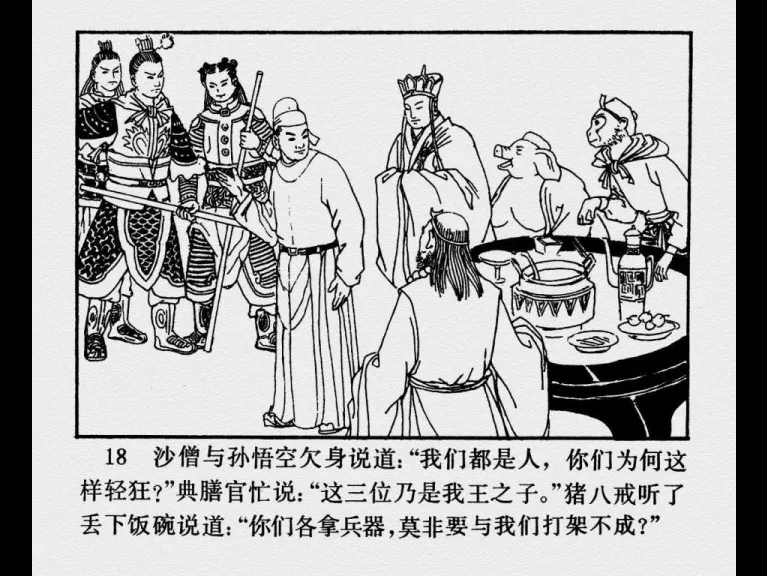 18 沙僧与孙悟空欠身说道:“我们都是人,你们为何这
样轻狂?”典膳官忙说:“这三位乃是我王之子。”猪八戒听了
丢下饭碗说道:“你们各拿兵器,莫非要与我们打架不成?”